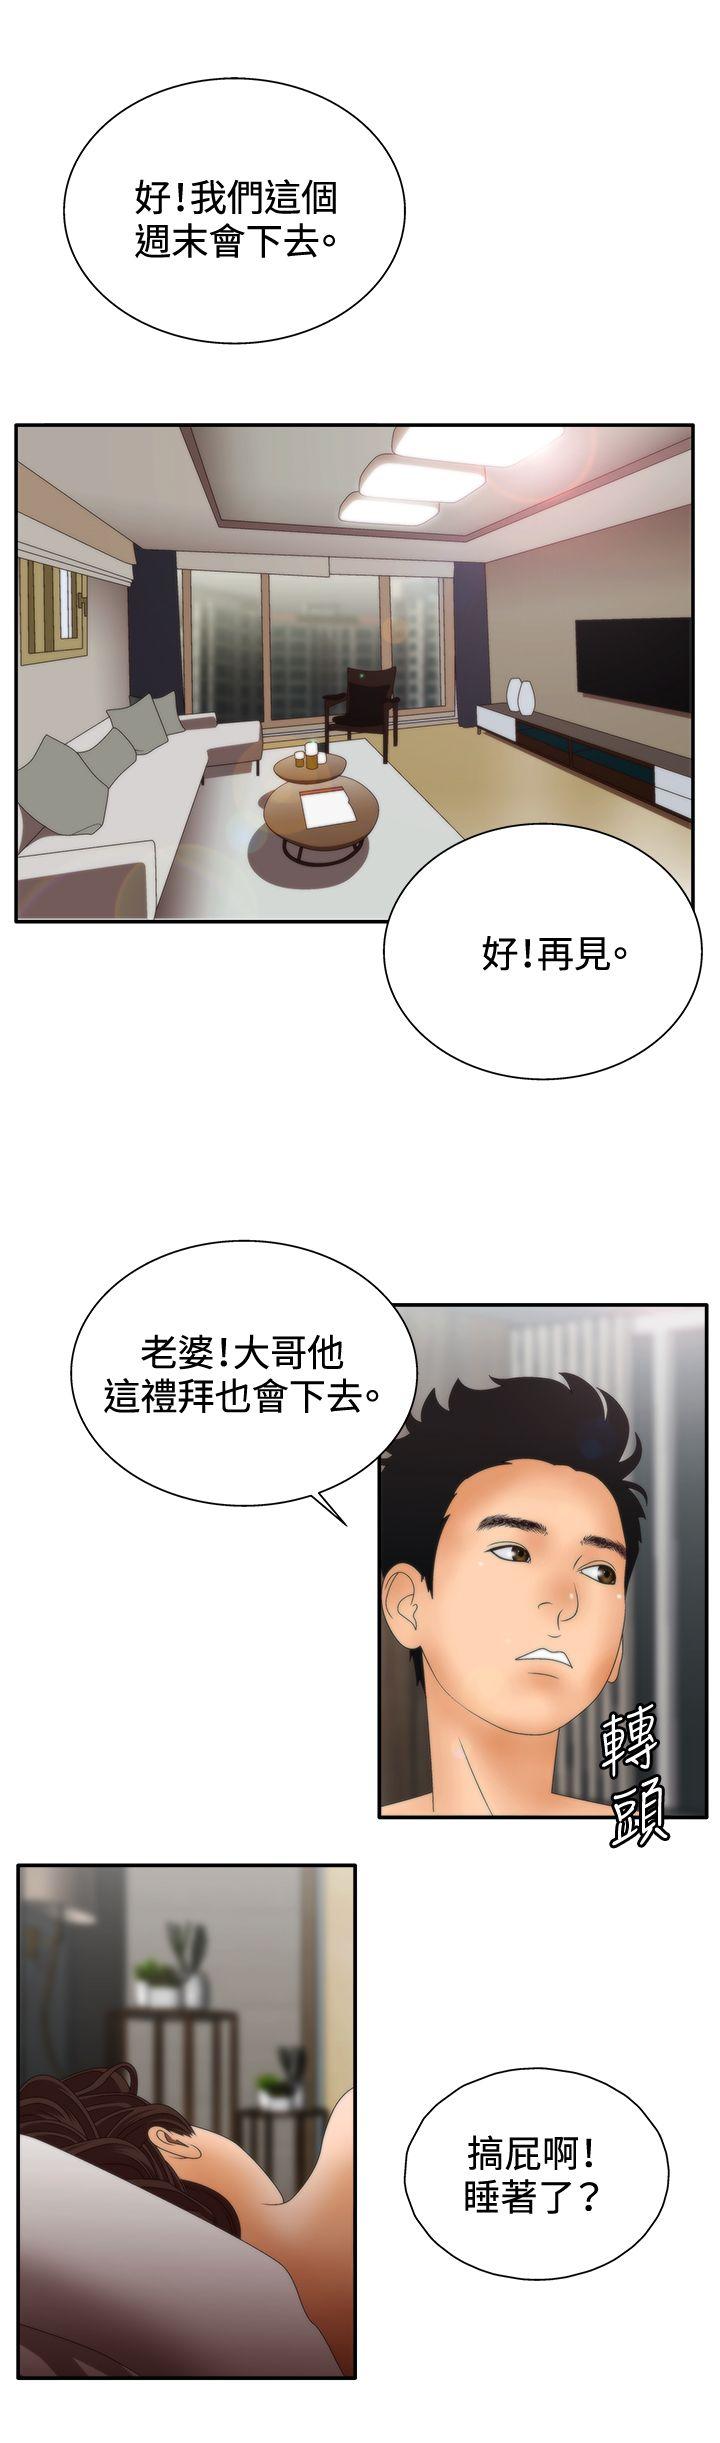 好！我們這個
週末會下去。
好！再見。
老婆！大哥他
這禮拜也會下去。
轉頭
搞屁啊！
睡著了？